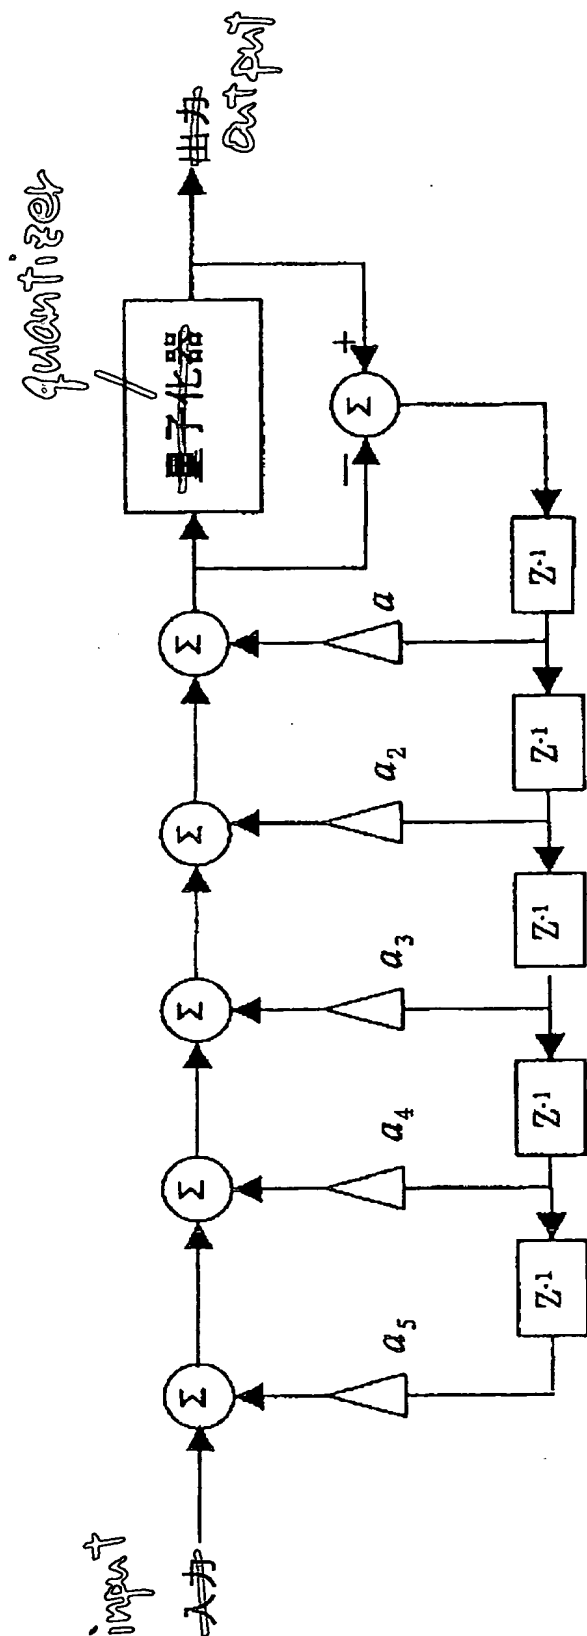 input
入力
Σ
Σ
Σ
Σ
Σ
quantizer
量子化器
出力
output
+
−
Σ
a5
a4
a3
a2
a
Z-1
Z-1
Z-1
Z-1
Z-1